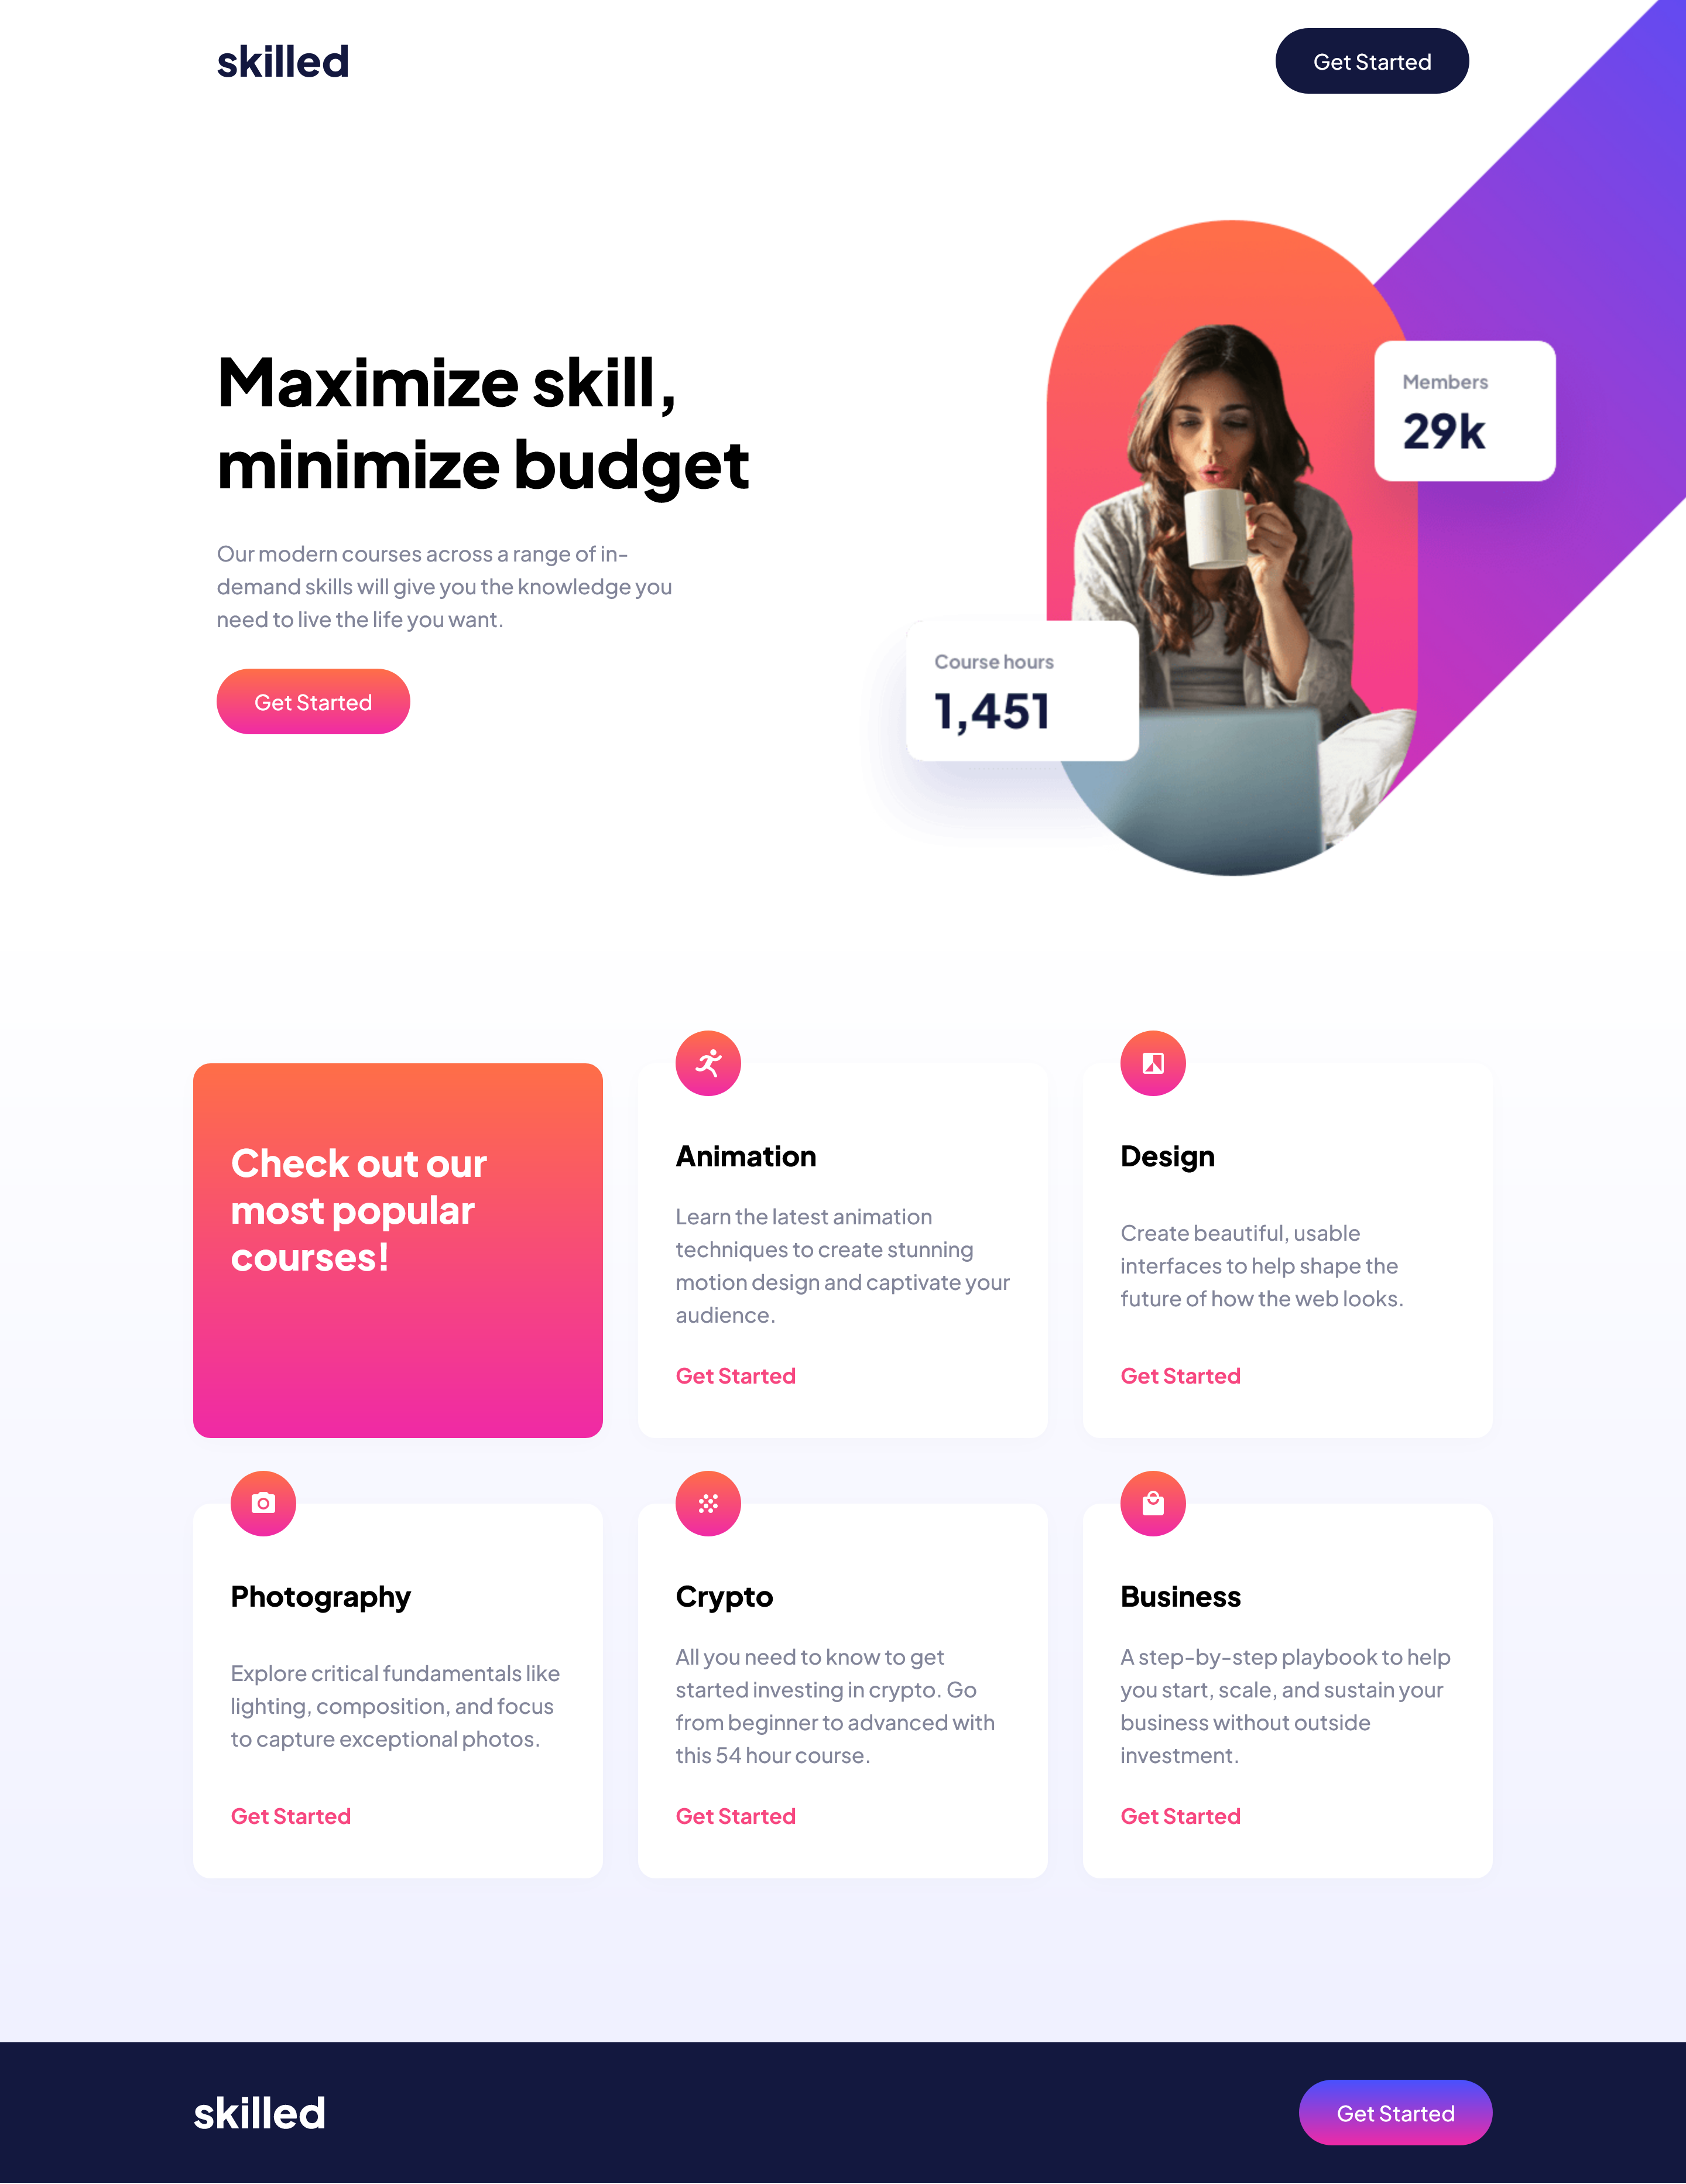 skilled
Get Started
Maximize skill,
minimize budget
Our modern courses across a range of in-
demand skills will give you the knowledge you
need to live the life you want.
Get Started
Members
29k
Course hours
1,451
Check out our
most popular
courses!
Animation
Learn the latest animation
techniques to create stunning
motion design and captivate your
audience.
Get Started
Design
Create beautiful, usable
interfaces to help shape the
future of how the web looks.
Get Started
Photography
Explore critical fundamentals like
lighting, composition, and focus
to capture exceptional photos.
Get Started
Crypto
All you need to know to get
started investing in crypto. Go
from beginner to advanced with
this 54 hour course.
Get Started
Business
A step-by-step playbook to help
you start, scale, and sustain your
business without outside
investment.
Get Started
skilled
Get Started